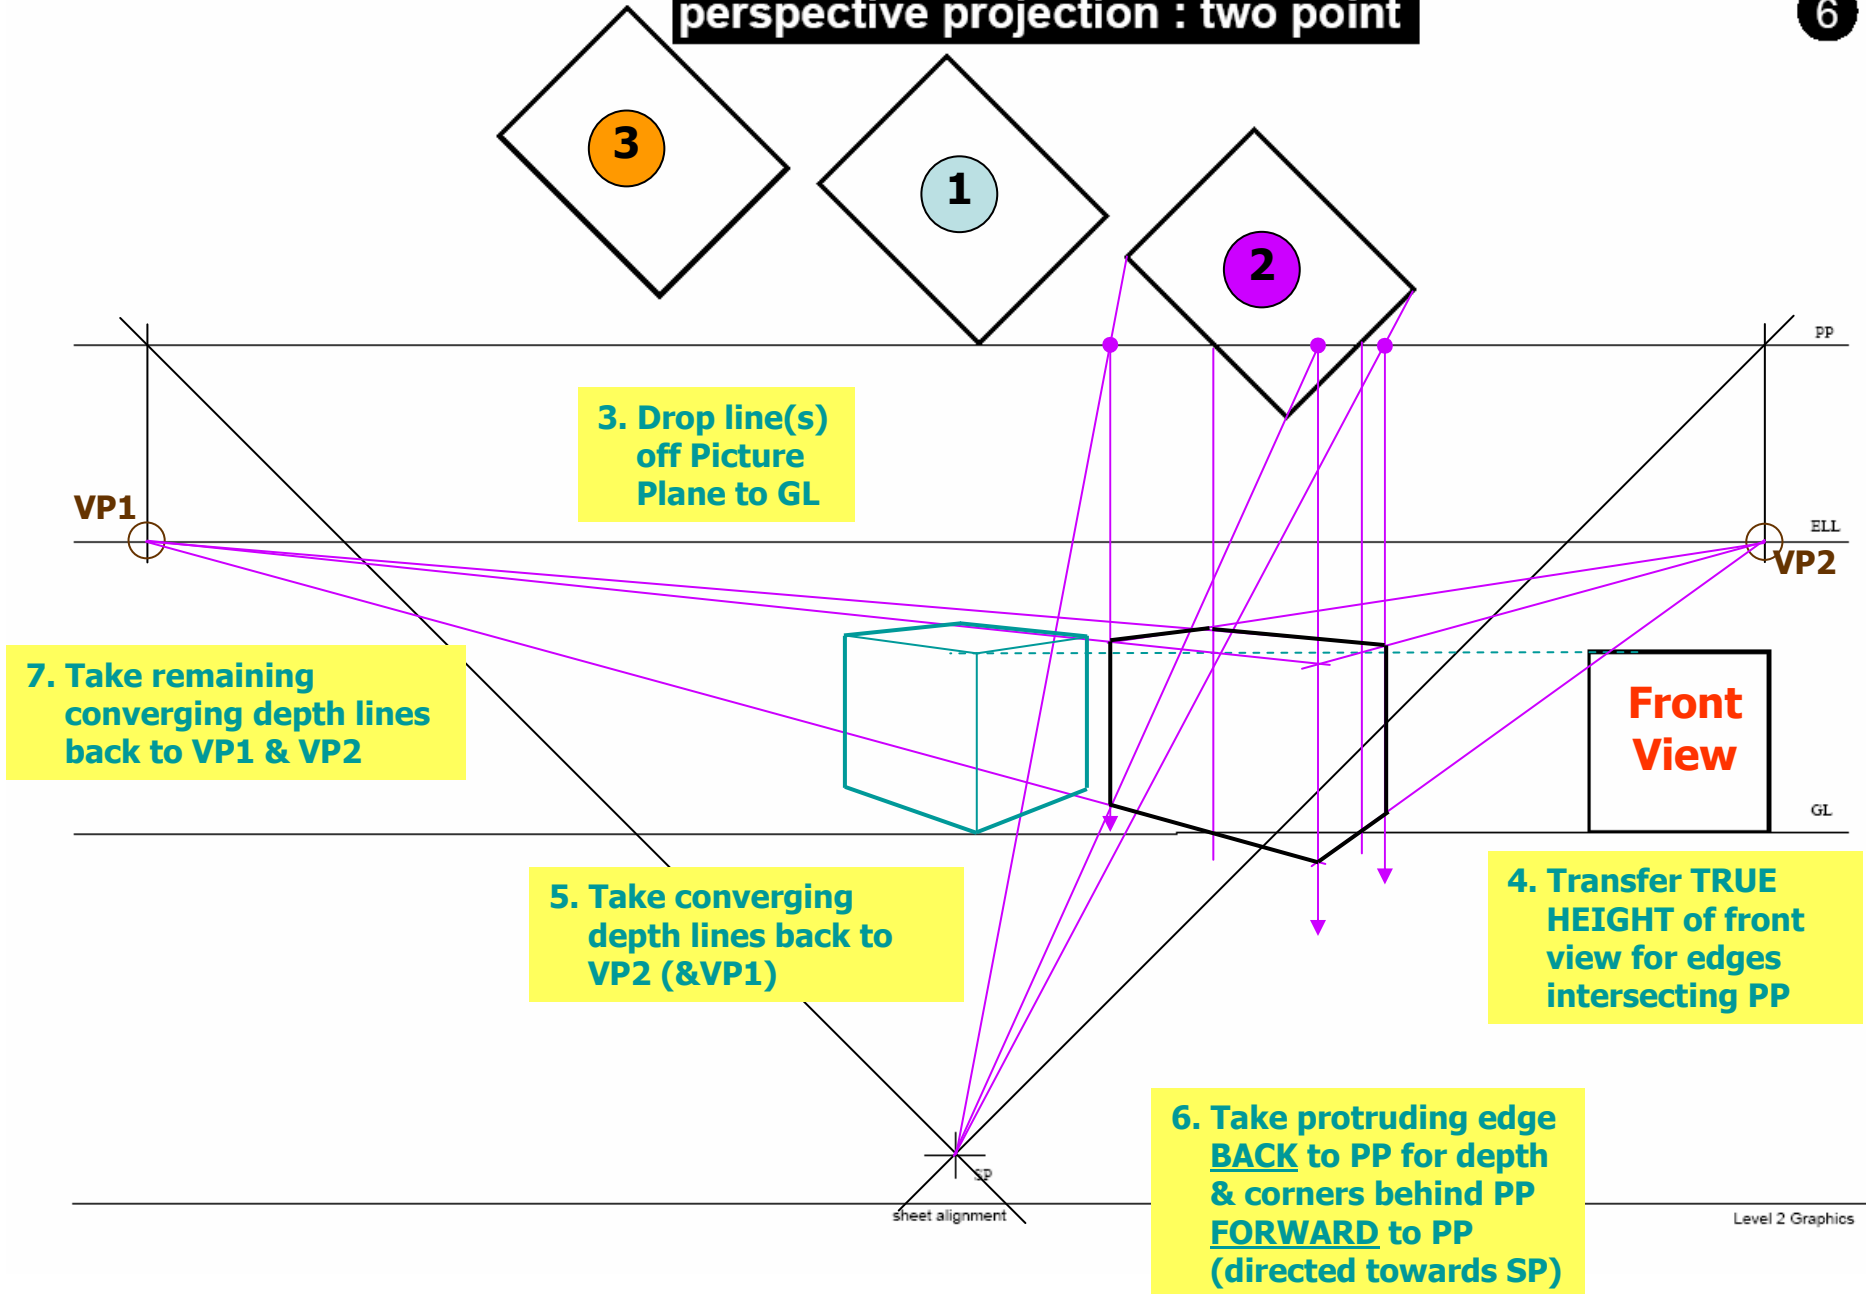 perspective projection : two point
6
3
1
2
PP
3. Drop line(s)
off Picture
Plane to GL
VP1
ELL
VP2
7. Take remaining
converging depth lines
back to VP1 & VP2
Front
View
GL
5. Take converging
depth lines back to
VP2 (&VP1)
4. Transfer TRUE
HEIGHT of front
view for edges
intersecting PP
6. Take protruding edge
BACK to PP for depth
& corners behind PP
FORWARD to PP
(directed towards SP)
SP
sheet alignment
Level 2 Graphics